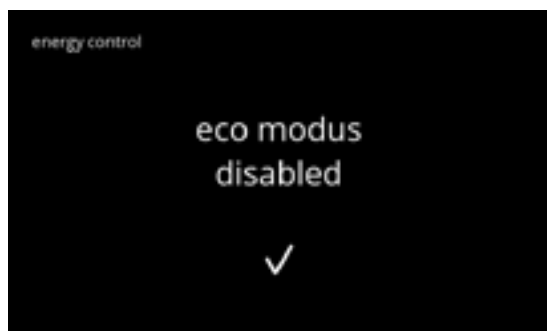 energy control
eco modus
disabled